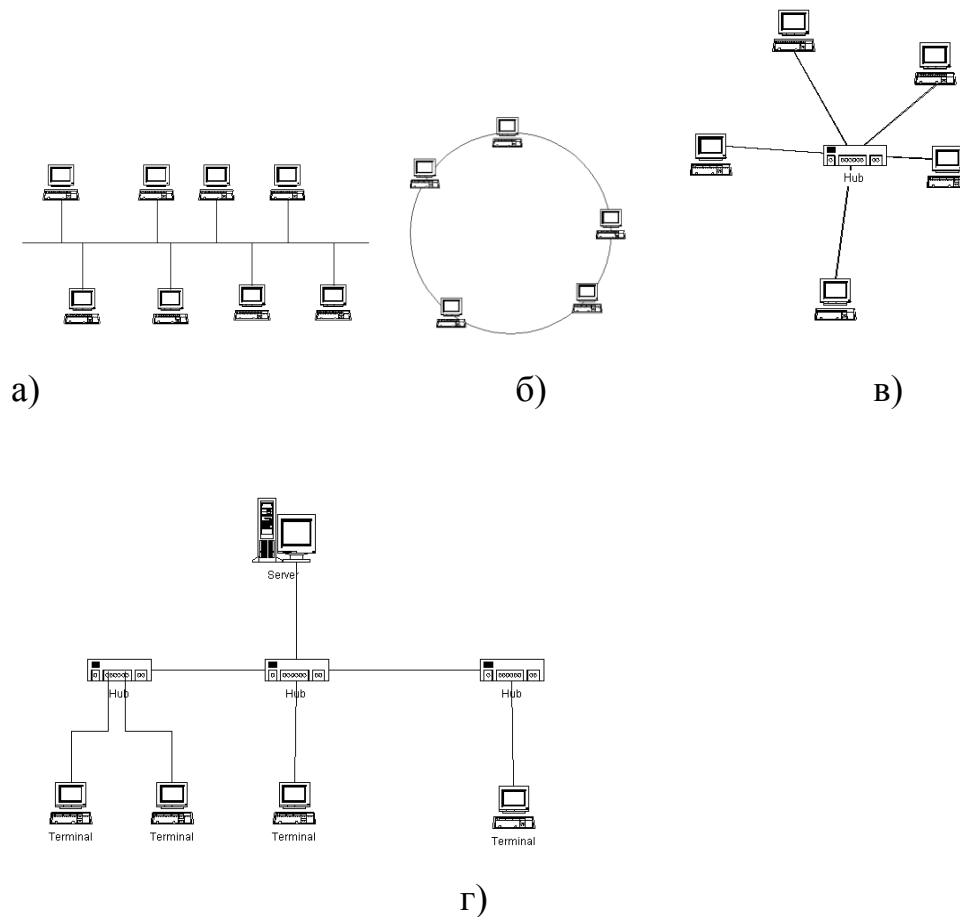 Hub
а) б) в)
Server
Hub Hub Hub
Terminal Terminal Terminal Terminal
г)